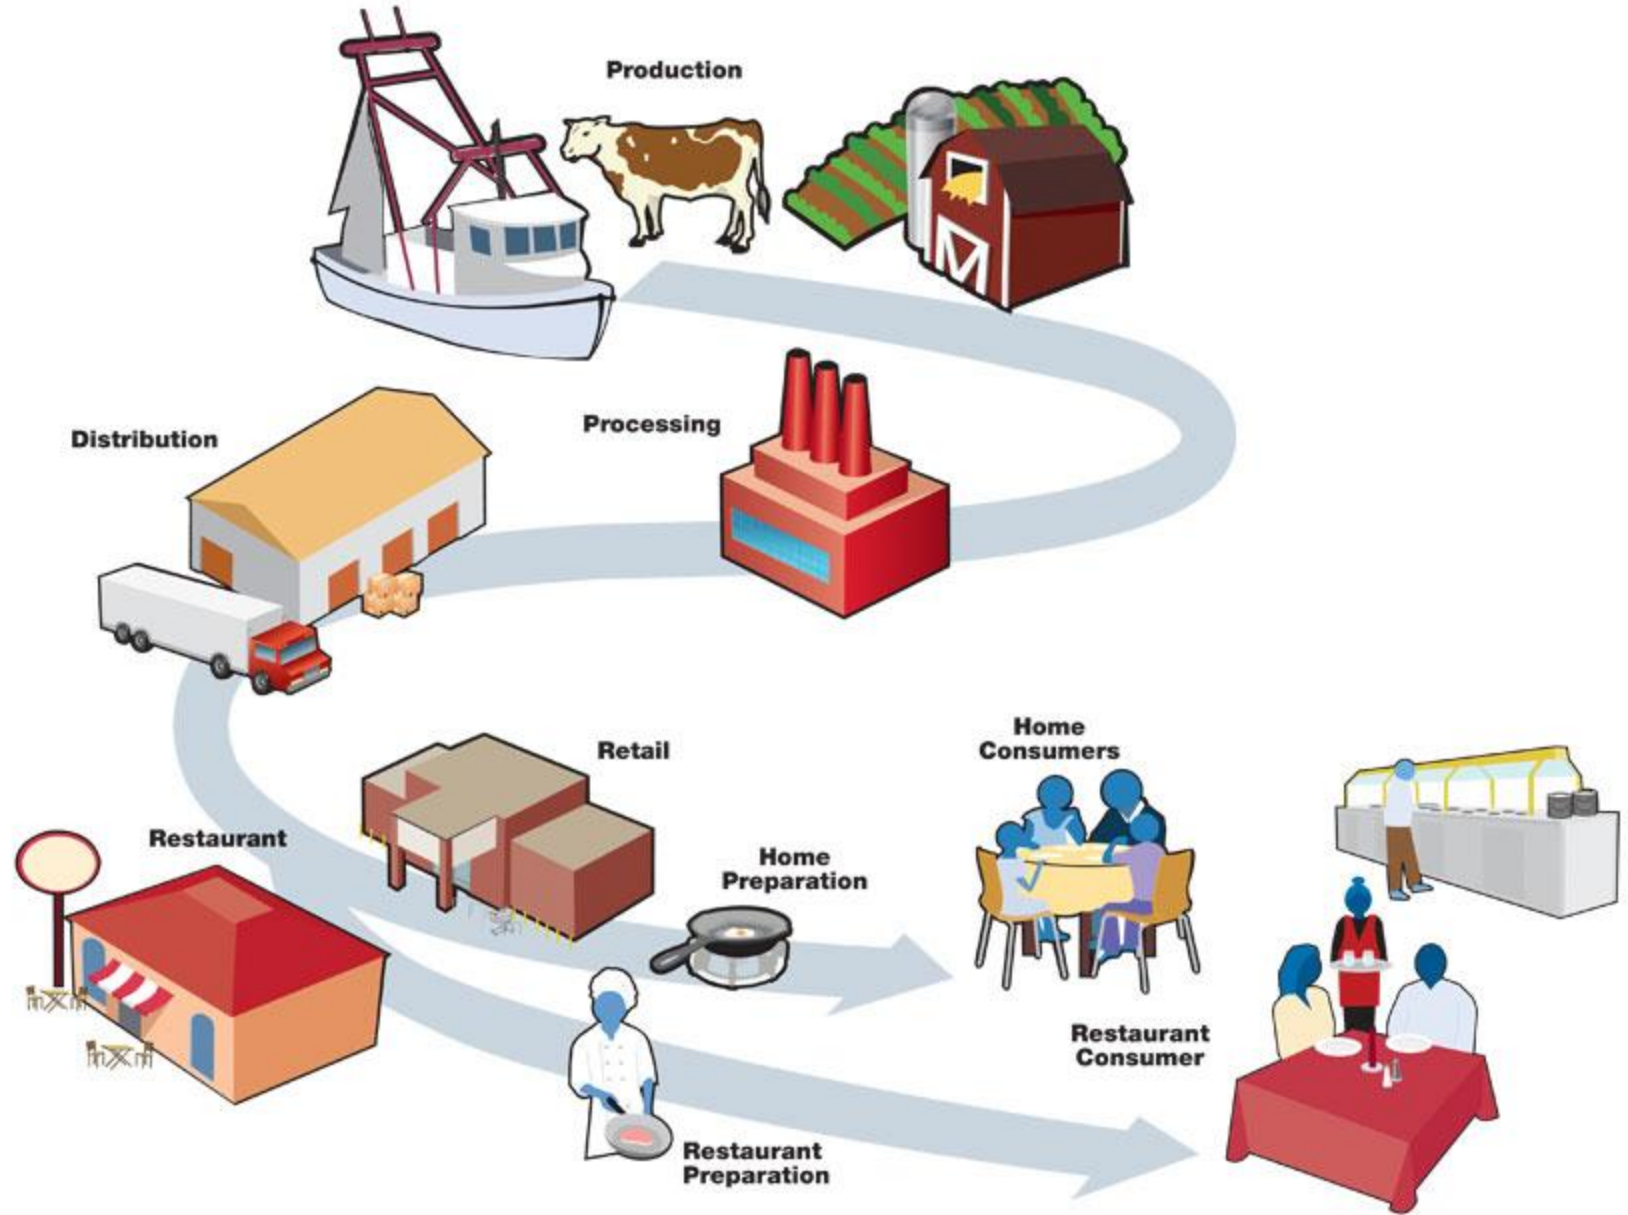 Production
Processing
Distribution
Retail
Home
Consumers
Restaurant
Home
Preparation
Restaurant
Consumer
Restaurant
Preparation